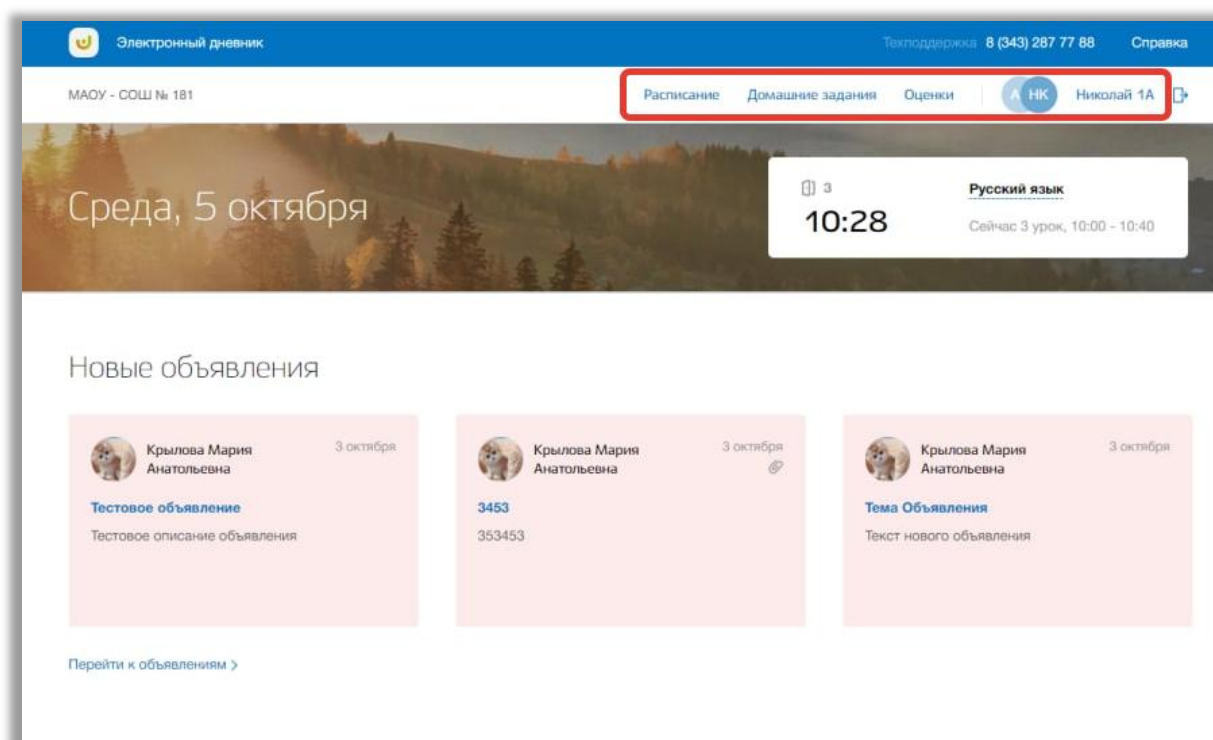 Электронный дневник
Техподдержка 8 (343) 287 77 88 Справка
МАОУ - СОШ № 181
Расписание Домашние задания Оценки А НК Николай 1А
Среда, 5 октября
3
10:28
Русский язык
Сейчас 3 урок, 10:00 - 10:40
Новые объявления
Крылова Мария
Анатольевна
3 октября
Тестовое объявление
Тестовое описание объявления
Крылова Мария
Анатольевна
3 октября
3453
353453
Крылова Мария
Анатольевна
3 октября
Тема Объявления
Текст нового объявления
Перейти к объявлениям >